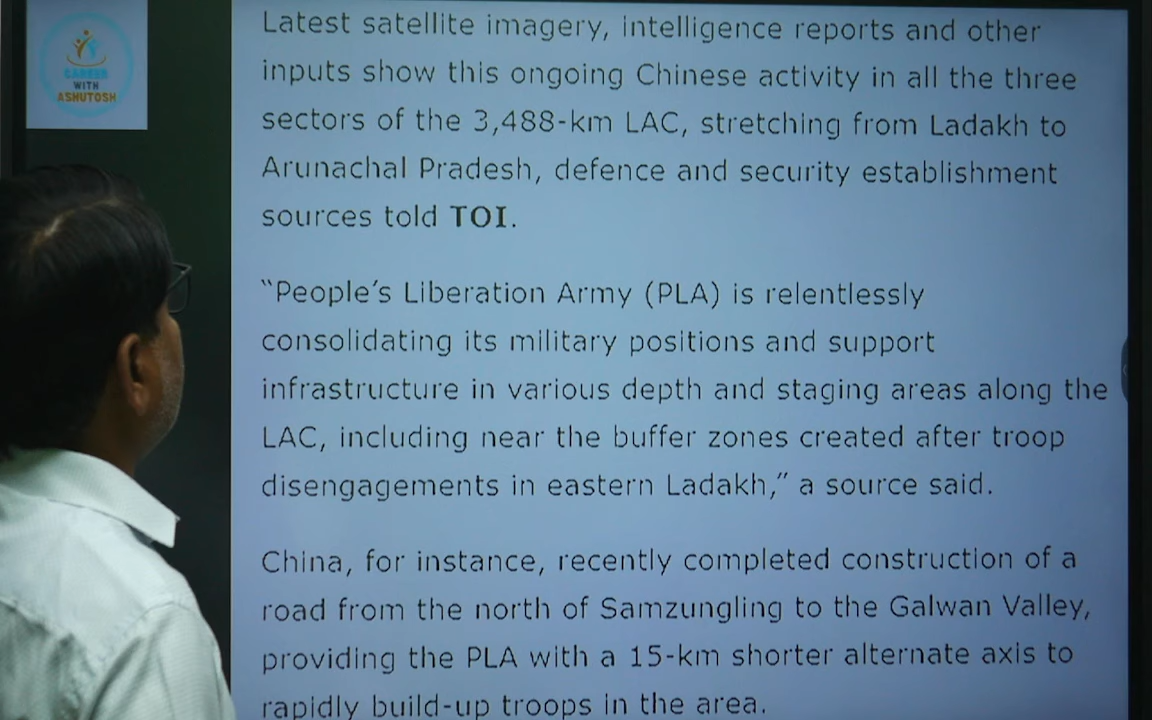 CAREER
WITH
ASHUTOSH
Latest satellite imagery, intelligence reports and other
inputs show this ongoing Chinese activity in all the three
sectors of the 3,488-km LAC, stretching from Ladakh to
Arunachal Pradesh, defence and security establishment
sources told TOI.
“People’s Liberation Army (PLA) is relentlessly
consolidating its military positions and support
infrastructure in various depth and staging areas along the
LAC, including near the buffer zones created after troop
disengagements in eastern Ladakh,” a source said.
China, for instance, recently completed construction of a
road from the north of Samzungling to the Galwan Valley,
providing the PLA with a 15-km shorter alternate axis to
rapidly build-up troops in the area.